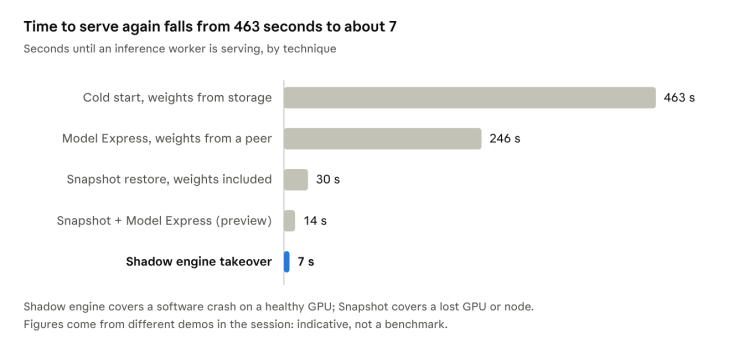 Time to serve again falls from 463 seconds to about 7
Seconds until an inference worker is serving, by technique
Cold start, weights from storage 463 s
Model Express, weights from a peer 246 s
Snapshot restore, weights included 30 s
Snapshot + Model Express (preview) 14 s
Shadow engine takeover 7 s
Shadow engine covers a software crash on a healthy GPU; Snapshot covers a lost GPU or node.
Figures come from different demos in the session: indicative, not a benchmark.